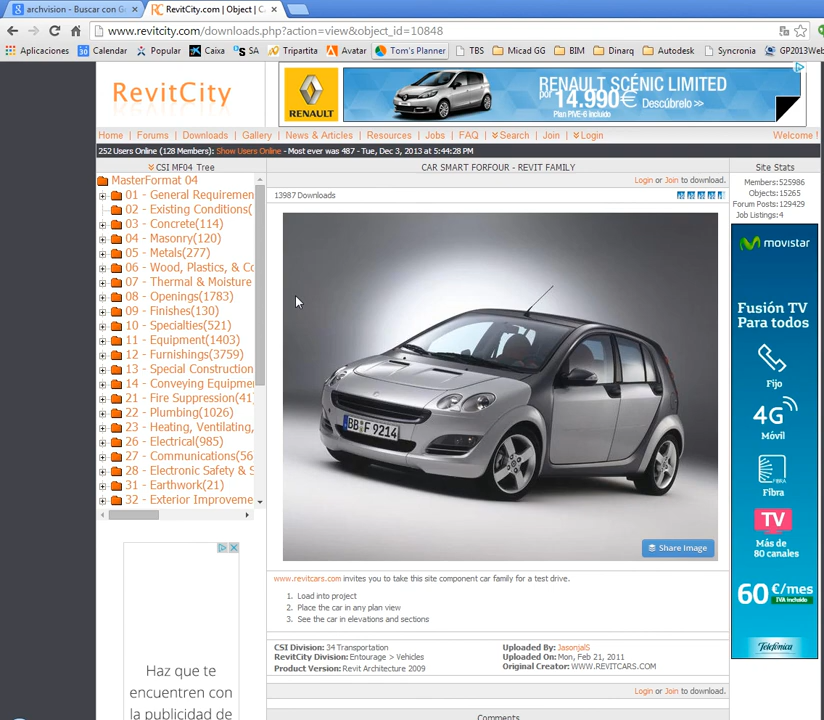 archvision - Buscar con G
RevitCity.com | Object | C
www.revitcity.com/downloads.php?action=view&object_id=10848
Aplicaciones
Calendar
Popular
Caixa
SA
Tripartita
Avatar
Tom's Planner
TBS
Micad GG
BIM
Dinarq
Autodesk
Syncronia
GP2013Web
RevitCity
RENAULT
RENAULT SCÉNIC LIMITED
por 14.990€ Descúbrelo >>
Plan PIVE-6 incluido
Home | Forums | Downloads | Gallery | News & Articles | Resources | Jobs | FAQ | Search | Join | Login
Welcome !
252 Users Online (128 Members): Show Users Online - Most ever was 487 - Tue, Dec 3, 2013 at 5:44:28 PM
CSI MF04 Tree
MasterFormat 04
01 - General Requiremen
02 - Existing Conditions(
03 - Concrete(114)
04 - Masonry(120)
05 - Metals(277)
06 - Wood, Plastics, & Co
07 - Thermal & Moisture
08 - Openings(1783)
09 - Finishes(130)
10 - Specialties(521)
11 - Equipment(1403)
12 - Furnishings(3759)
13 - Special Construction
14 - Conveying Equipme
21 - Fire Suppression(41)
22 - Plumbing(1026)
23 - Heating, Ventilating,
26 - Electrical(985)
27 - Communications(56
28 - Electronic Safety & S
31 - Earthwork(21)
32 - Exterior Improveme
Haz que te
encuentren con
la publicidad de
CAR SMART FORFOUR - REVIT FAMILY
Login or Join to download.
13987 Downloads
BB F 9214
Share Image
www.revitcars.com invites you to take this site component car family for a test drive.
1. Load into project
2. Place the car in any plan view
3. See the car in elevations and sections
CSI Division: 34 Transportation
RevitCity Division: Entourage > Vehicles
Product Version: Revit Architecture 2009
Uploaded By: JasonjalS
Uploaded On: Mon, Feb 21, 2011
Original Creator: WWW.REVITCARS.COM
Login or Join to download.
Comments
Site Stats
Members:525986
Objects:15265
Forum Posts:129429
Job Listings:4
movistar
Fusión TV
Para todos
Fijo
4G
Móvil
Fibra
TV
Más de
80 canales
60 €/mes
IVA incluido
Telefónica